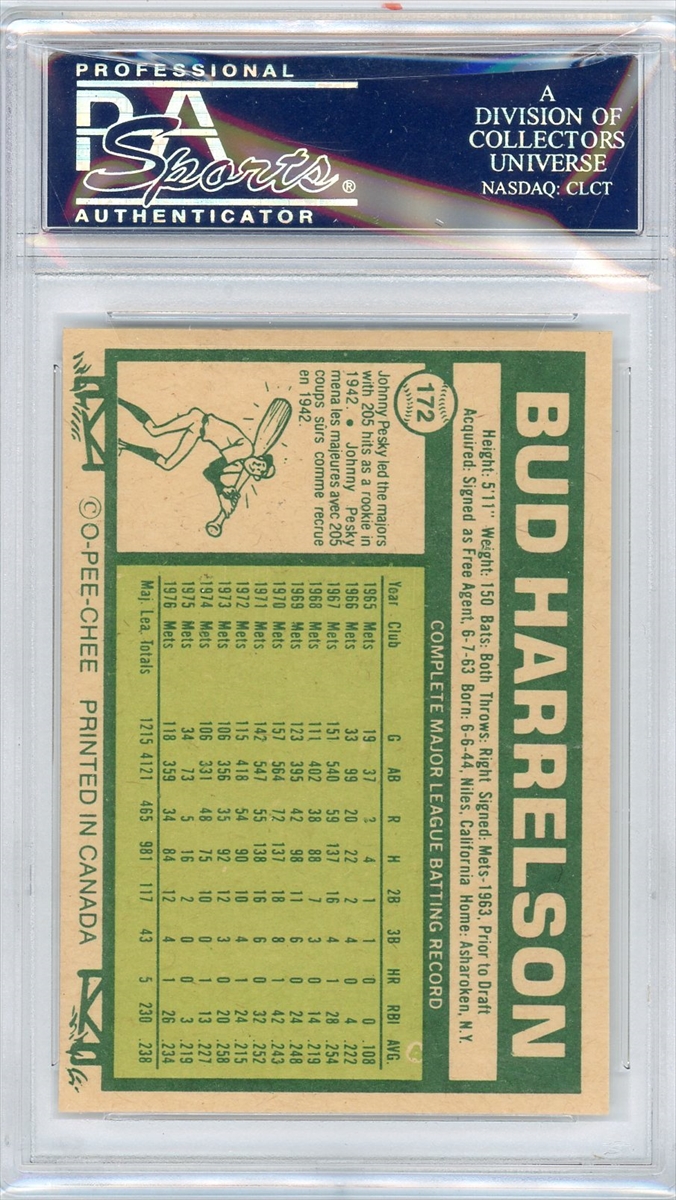 PROFESSIONAL
PSA
Sports®
AUTHENTICATOR
A
DIVISION OF
COLLECTORS
UNIVERSE
NASDAQ: CLCT
BUD HARRELSON
172
Height: 5'11" Weight: 150 Bats: Both Throws: Right Signed: Mets-1963, Prior to Draft
Acquired: Signed as Free Agent, 6-7-63 Born: 6-6-44, Niles, California Home: Asharoken, N.Y.
Johnny Pesky led the majors
with 205 hits as a rookie in
1942. • Johnny Pesky
mena les majeures avec 205
coups sûrs comme recrue
en 1942.
COMPLETE MAJOR LEAGUE BATTING RECORD
Year Club G AB R H 2B 3B HR RBI AVG.
1965 Mets 19 37 3 4 1 1 0 0 .108
1966 Mets 33 99 20 22 2 4 0 4 .222
1967 Mets 151 540 59 137 16 4 1 28 .254
1968 Mets 111 402 38 88 7 3 0 14 .219
1969 Mets 123 395 42 98 11 6 0 24 .248
1970 Mets 157 564 72 137 18 8 1 42 .243
1971 Mets 142 547 55 138 16 6 0 32 .252
1972 Mets 115 418 54 90 10 4 1 24 .215
1973 Mets 106 356 35 92 12 3 0 20 .258
1974 Mets 106 331 48 75 10 0 1 13 .227
1975 Mets 34 73 5 16 2 0 0 3 .219
1976 Mets 118 359 34 84 12 4 1 26 .234
Maj. Lea. Totals 1215 4121 465 981 117 43 5 230 .238
© O-PEE-CHEE PRINTED IN CANADA